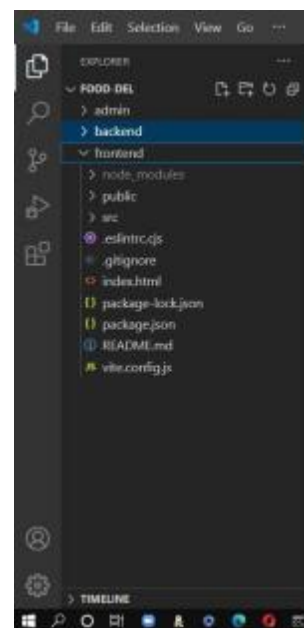 File Edit Selection View Go ...
EXPLORER ...
FOOD-DEL
admin
backend
frontend
node_modules
public
src
.eslintrc.cjs
.gitignore
index.html
package-lock.json
package.json
README.md
vite.config.js
TIMELINE